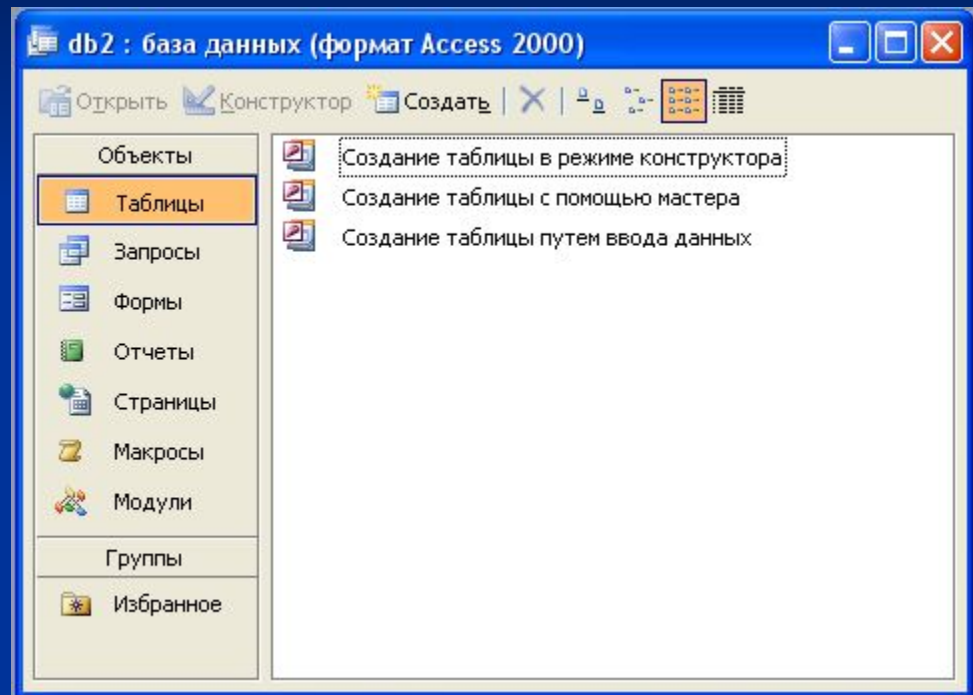 db2 : база данных (формат Access 2000)
Открыть Конструктор Создать
Объекты
Таблицы
Запросы
Формы
Отчеты
Страницы
Макросы
Модули
Группы
Избранное
Создание таблицы в режиме конструктора
Создание таблицы с помощью мастера
Создание таблицы путем ввода данных